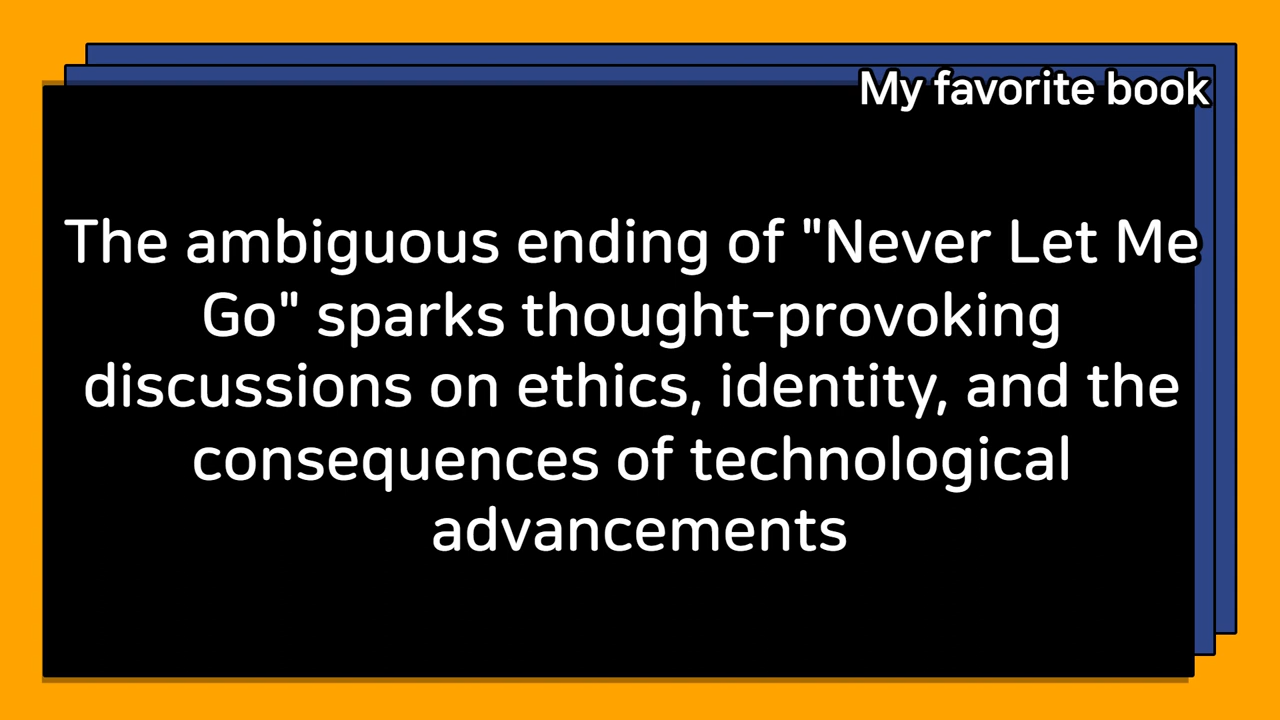 My favorite book
The ambiguous ending of "Never Let Me
Go" sparks thought-provoking
discussions on ethics, identity, and the
consequences of technological
advancements